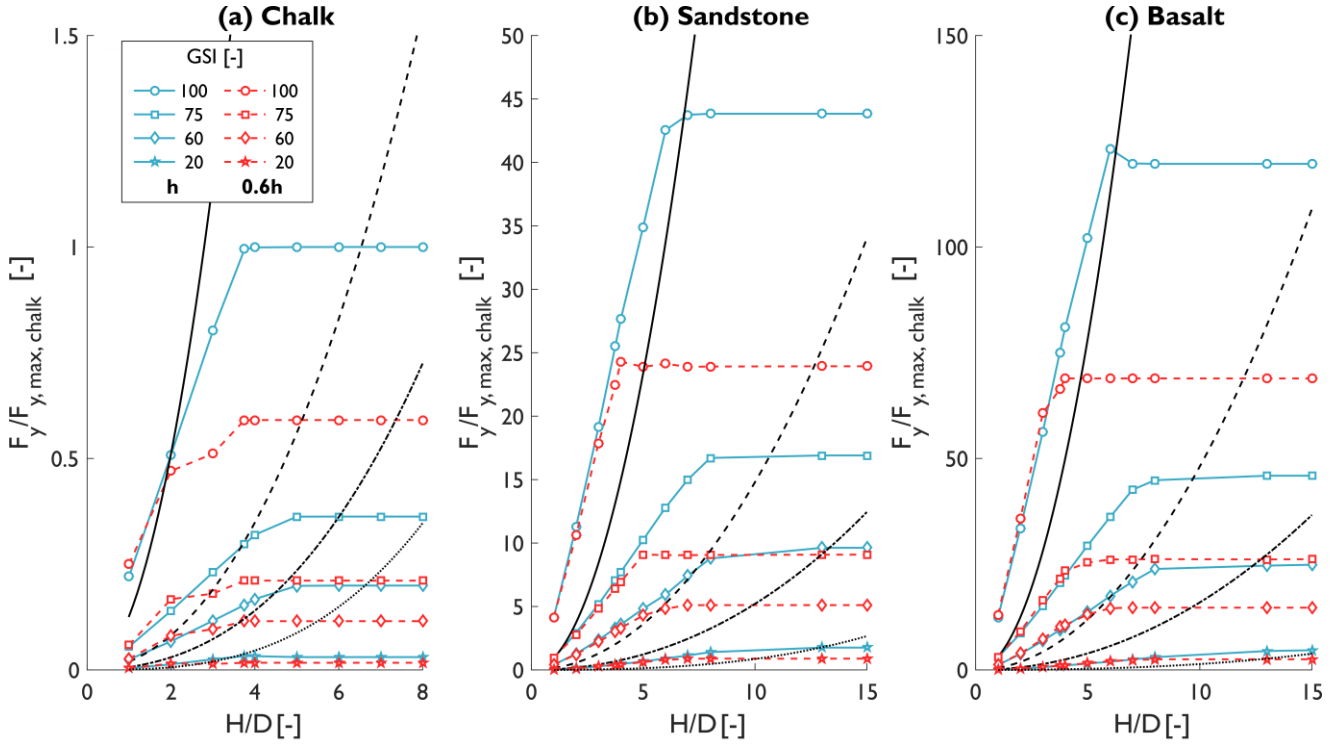 (a) Chalk
(b) Sandstone
(c) Basalt
GSI [-]
100 100
75 75
60 60
20 20
h 0.6h
F_y/F_y, max, chalk [-]
1.5
1
0.5
0
0 2 4 6 8
H/D [-]
F_y/F_y, max, chalk [-]
50
45
40
35
30
25
20
15
10
5
0
0 5 10 15
H/D [-]
F_y/F_y, max, chalk [-]
150
100
50
0
0 5 10 15
H/D [-]